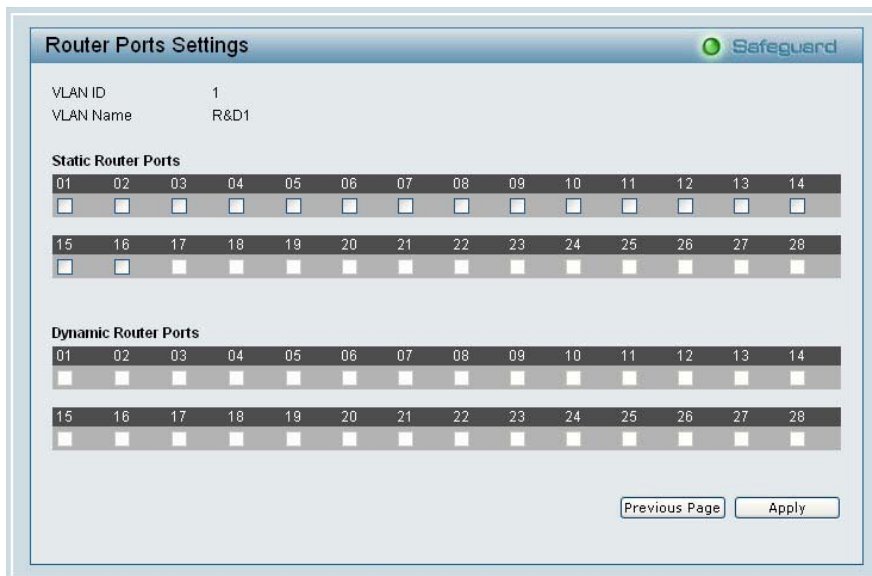 Router Ports Settings
Safeguard
VLAN ID 1
VLAN Name R&D1
Static Router Ports
01 02 03 04 05 06 07 08 09 10 11 12 13 14
15 16 17 18 19 20 21 22 23 24 25 26 27 28
Dynamic Router Ports
01 02 03 04 05 06 07 08 09 10 11 12 13 14
15 16 17 18 19 20 21 22 23 24 25 26 27 28
Previous Page Apply